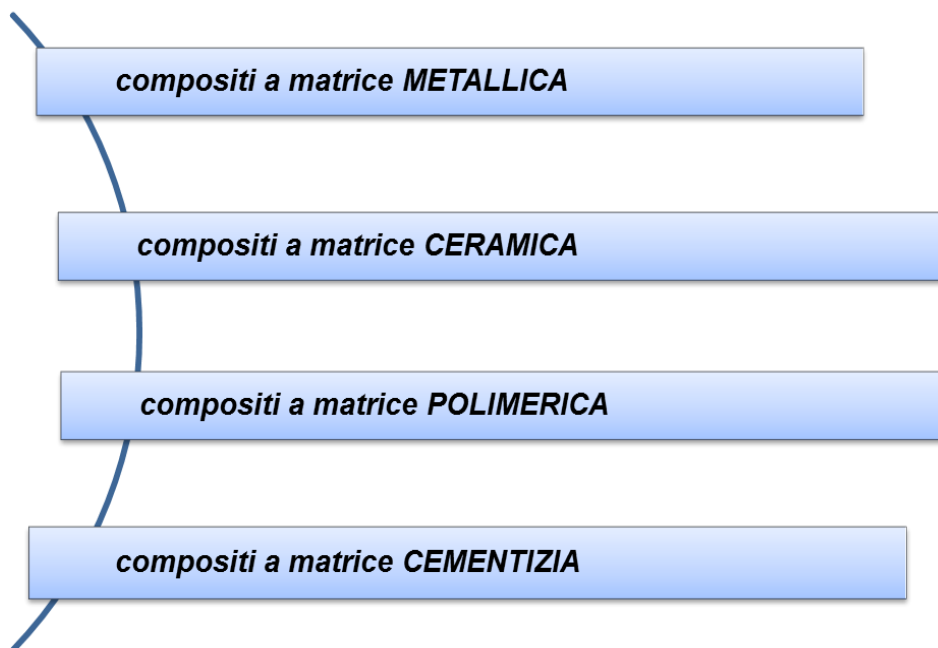 compositi a matrice METALLICA
compositi a matrice CERAMICA
compositi a matrice POLIMERICA
compositi a matrice CEMENTIZIA